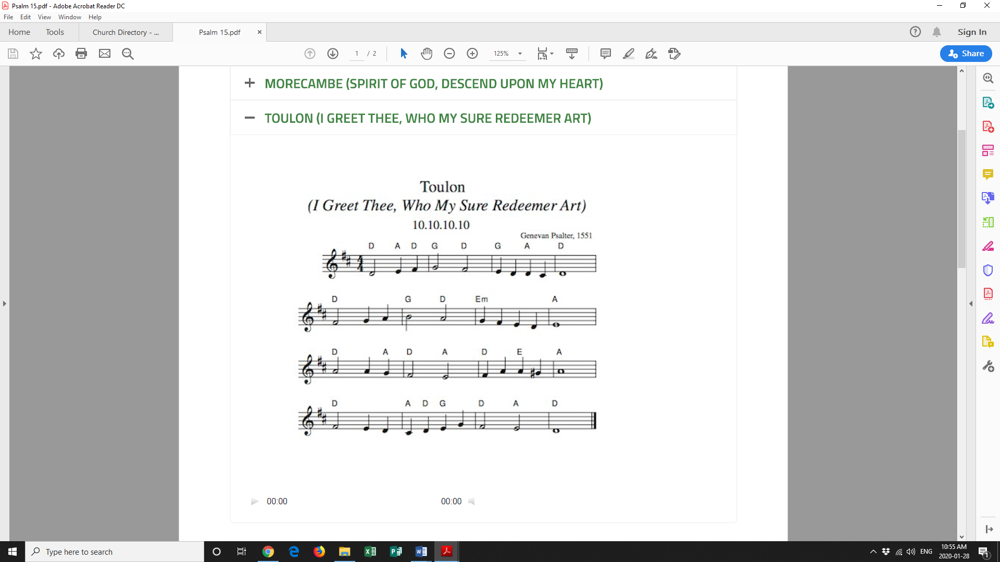 Psalm 15.pdf - Adobe Acrobat Reader DC
File Edit View Window Help
Home Tools Church Directory - ... Psalm 15.pdf × Sign In
1 / 2 125% Share
MORECAMBE (SPIRIT OF GOD, DESCEND UPON MY HEART)
TOULON (I GREET THEE, WHO MY SURE REDEEMER ART)
Toulon
(I Greet Thee, Who My Sure Redeemer Art)
10.10.10.10
Genevan Psalter, 1551
D A D G D G A D
4/4
D G D Em A
D A D A D E A
D A D G D A D
00:00 00:00
Type here to search
ENG
10:55 AM
2020-01-28
1